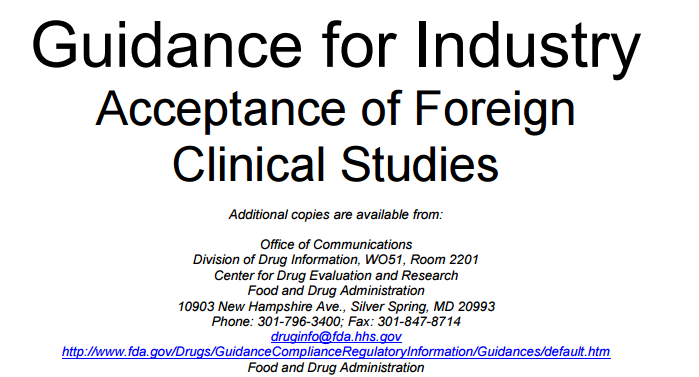 Guidance for Industry
Acceptance of Foreign
Clinical Studies
Additional copies are available from:
Office of Communications
Division of Drug Information, WO51, Room 2201
Center for Drug Evaluation and Research
Food and Drug Administration
10903 New Hampshire Ave., Silver Spring, MD 20993
Phone: 301-796-3400; Fax: 301-847-8714
druginfo@fda.hhs.gov
http://www.fda.gov/Drugs/GuidanceComplianceRegulatoryInformation/Guidances/default.htm
Food and Drug Administration